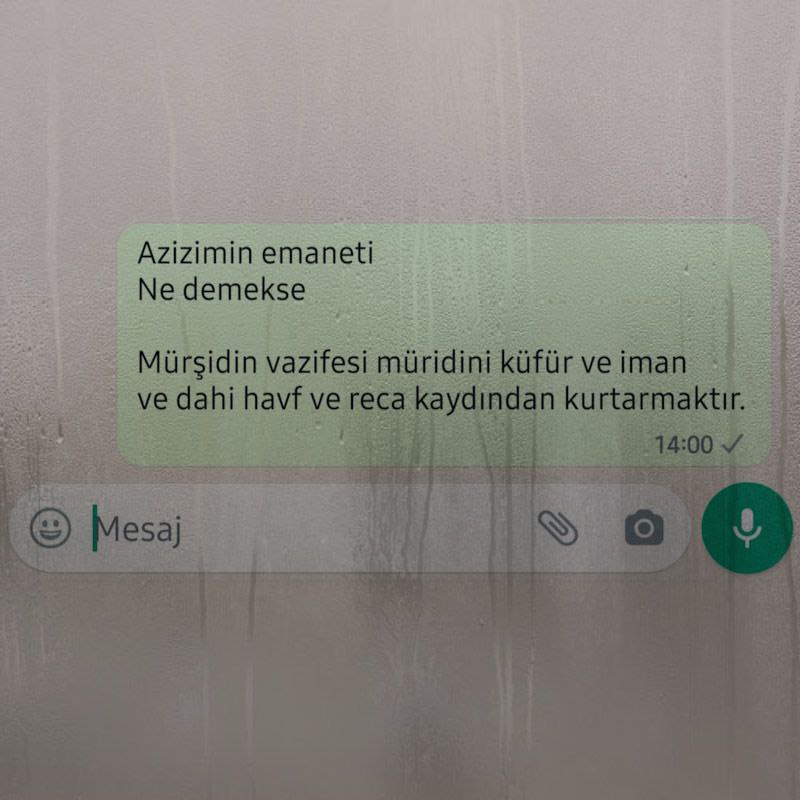 Azizimin emaneti
Ne demekse
Mürşidin vazifesi müridini küfür ve iman
ve dahi havf ve reca kaydından kurtarmaktır.
14:00
Mesaj